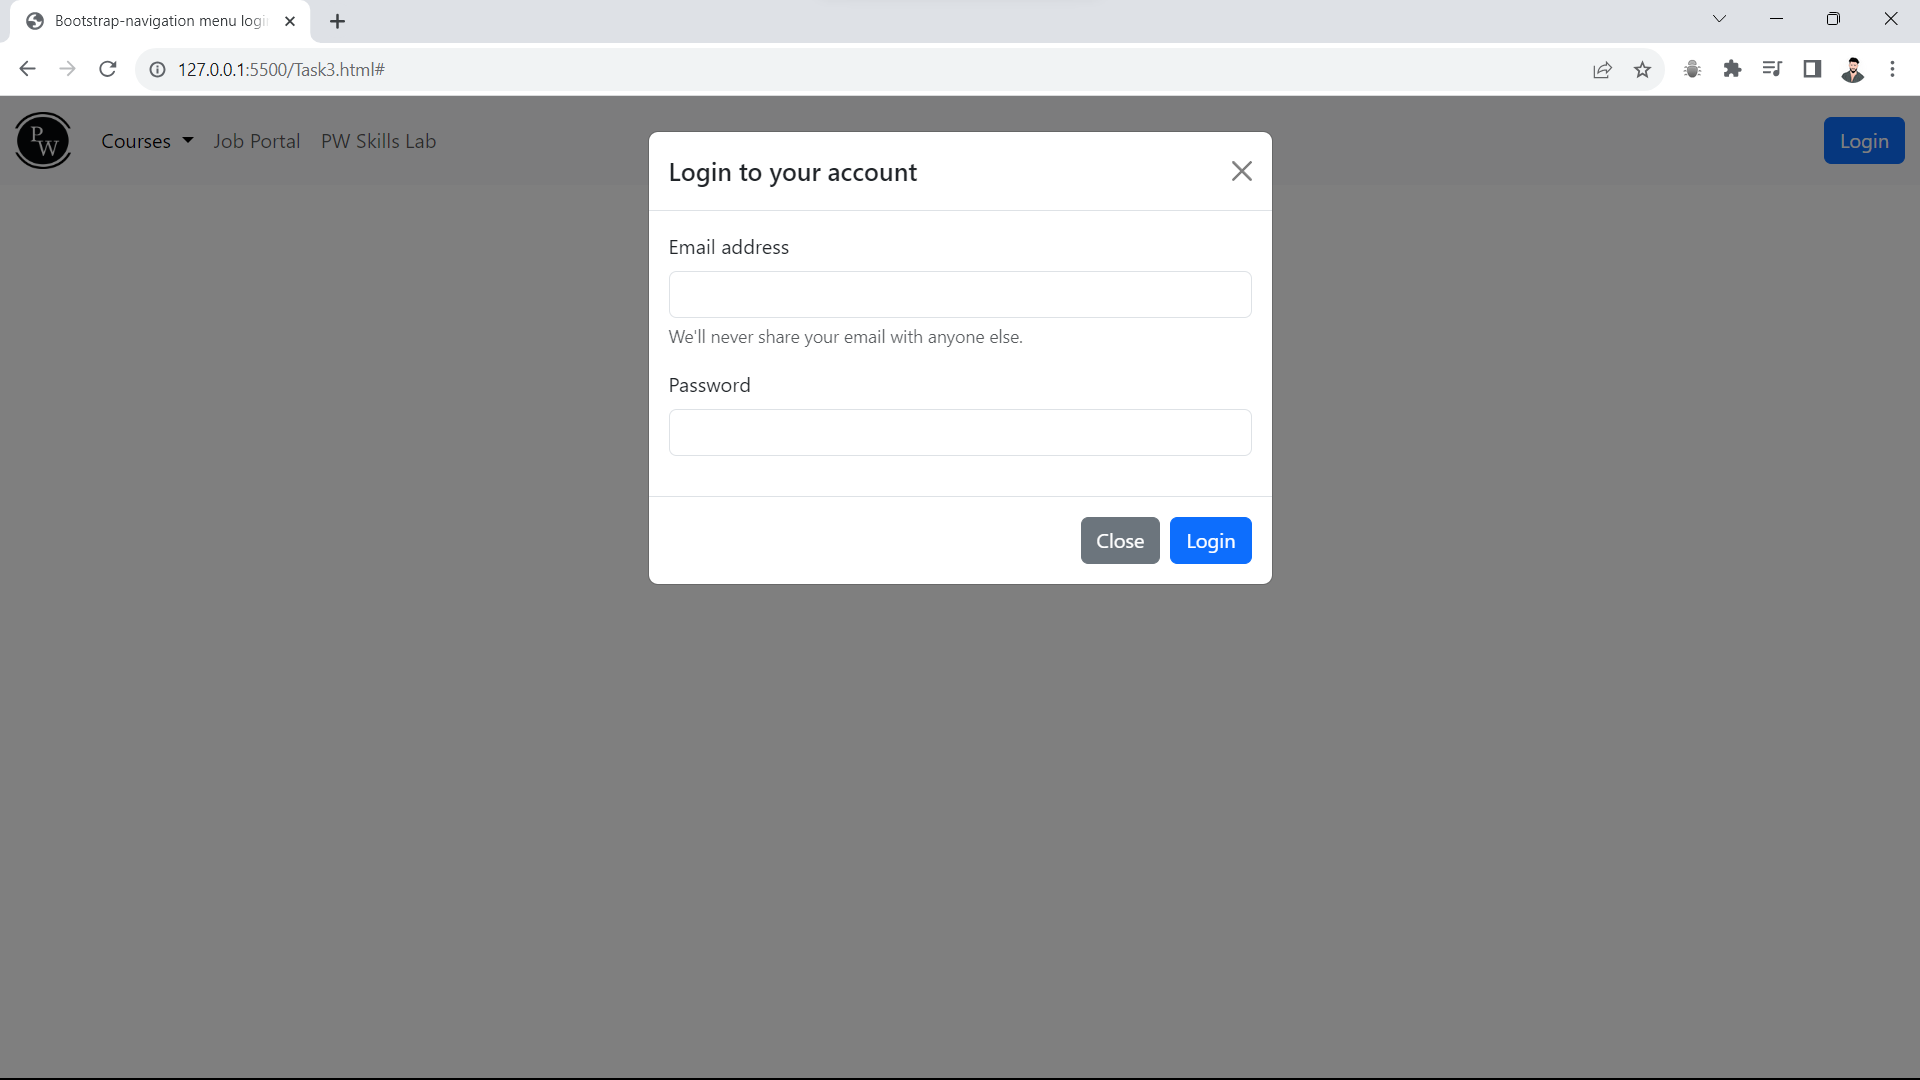 Bootstrap-navigation menu logi
127.0.0.1:5500/Task3.html#
PW
Courses Job Portal PW Skills Lab
Login
Login to your account
Email address
We'll never share your email with anyone else.
Password
Close Login